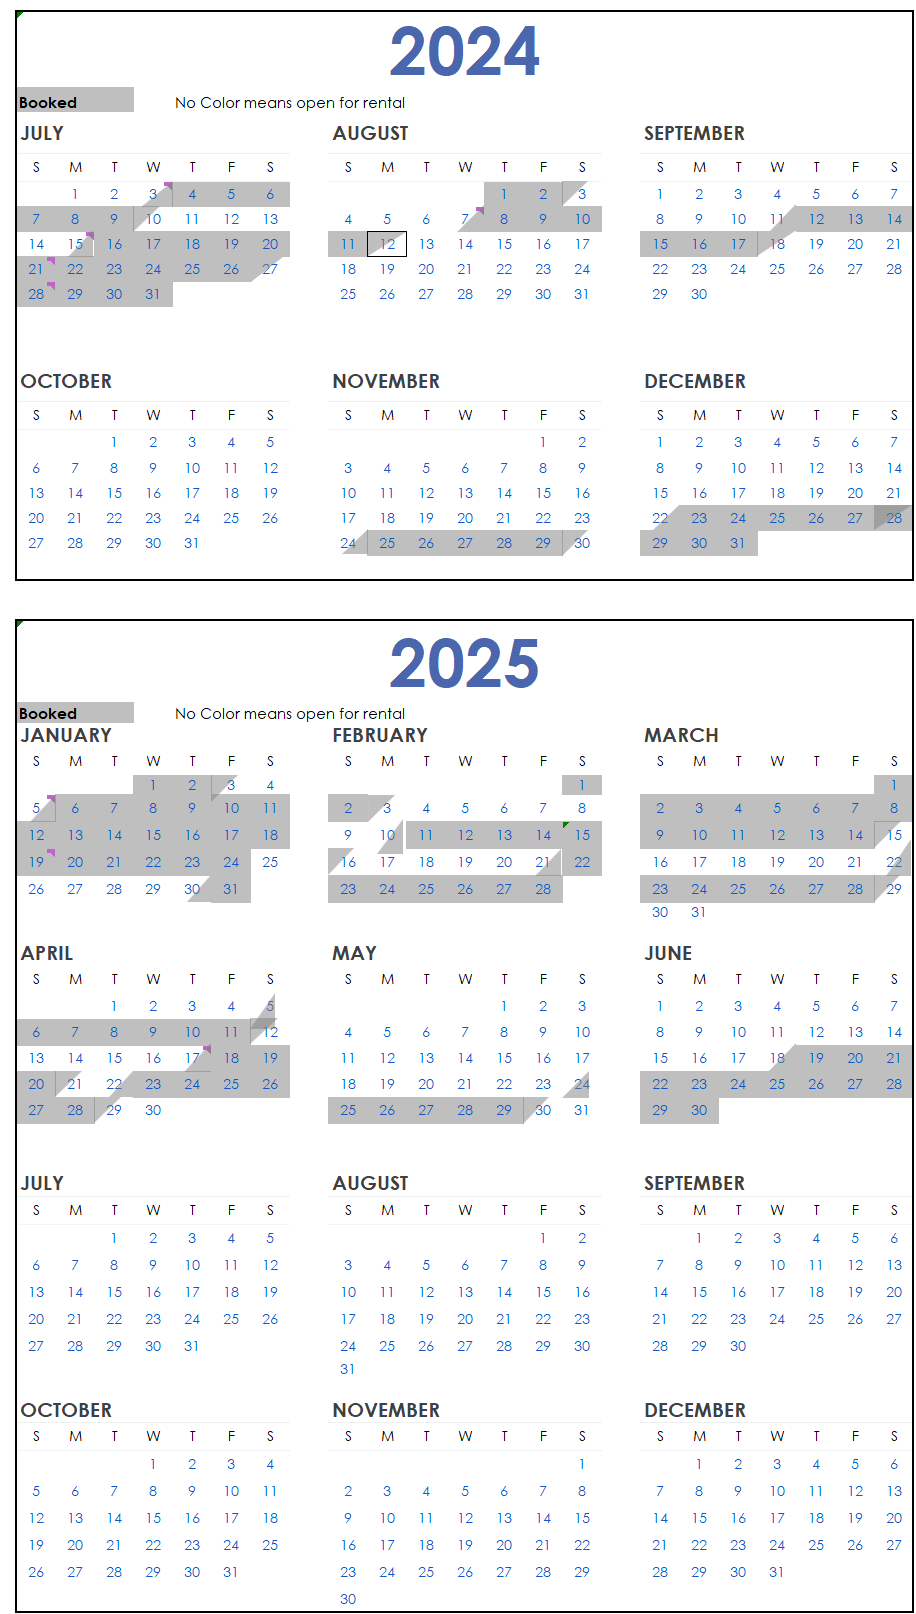 2024
Booked No Color means open for rental
JULY AUGUST SEPTEMBER
S M T W T F S S M T W T F S S M T W T F S
1 2 3 4 5 6 1 2 3 1 2 3 4 5 6 7
7 8 9 10 11 12 13 4 5 6 7 8 9 10 8 9 10 11 12 13 14
14 15 16 17 18 19 20 11 12 13 14 15 16 17 15 16 17 18 19 20 21
21 22 23 24 25 26 27 18 19 20 21 22 23 24 22 23 24 25 26 27 28
28 29 30 31 25 26 27 28 29 30 31 29 30
OCTOBER NOVEMBER DECEMBER
S M T W T F S S M T W T F S S M T W T F S
1 2 3 4 5 1 2 1 2 3 4 5 6 7
6 7 8 9 10 11 12 3 4 5 6 7 8 9 8 9 10 11 12 13 14
13 14 15 16 17 18 19 10 11 12 13 14 15 16 15 16 17 18 19 20 21
20 21 22 23 24 25 26 17 18 19 20 21 22 23 22 23 24 25 26 27 28
27 28 29 30 31 24 25 26 27 28 29 30 29 30 31
2025
Booked No Color means open for rental
JANUARY FEBRUARY MARCH
S M T W T F S S M T W T F S S M T W T F S
1 2 3 4 1 1
5 6 7 8 9 10 11 2 3 4 5 6 7 8 2 3 4 5 6 7 8
12 13 14 15 16 17 18 9 10 11 12 13 14 15 9 10 11 12 13 14 15
19 20 21 22 23 24 25 16 17 18 19 20 21 22 16 17 18 19 20 21 22
26 27 28 29 30 31 23 24 25 26 27 28 23 24 25 26 27 28 29
30 31
APRIL MAY JUNE
S M T W T F S S M T W T F S S M T W T F S
1 2 3 4 5 1 2 3 1 2 3 4 5 6 7
6 7 8 9 10 11 12 4 5 6 7 8 9 10 8 9 10 11 12 13 14
13 14 15 16 17 18 19 11 12 13 14 15 16 17 15 16 17 18 19 20 21
20 21 22 23 24 25 26 18 19 20 21 22 23 24 22 23 24 25 26 27 28
27 28 29 30 25 26 27 28 29 30 31 29 30
JULY AUGUST SEPTEMBER
S M T W T F S S M T W T F S S M T W T F S
1 2 3 4 5 1 2 1 2 3 4 5 6
6 7 8 9 10 11 12 3 4 5 6 7 8 9 7 8 9 10 11 12 13
13 14 15 16 17 18 19 10 11 12 13 14 15 16 14 15 16 17 18 19 20
20 21 22 23 24 25 26 17 18 19 20 21 22 23 21 22 23 24 25 26 27
27 28 29 30 31 24 25 26 27 28 29 30 28 29 30
31
OCTOBER NOVEMBER DECEMBER
S M T W T F S S M T W T F S S M T W T F S
1 2 3 4 1 1 2 3 4 5 6
5 6 7 8 9 10 11 2 3 4 5 6 7 8 7 8 9 10 11 12 13
12 13 14 15 16 17 18 9 10 11 12 13 14 15 14 15 16 17 18 19 20
19 20 21 22 23 24 25 16 17 18 19 20 21 22 21 22 23 24 25 26 27
26 27 28 29 30 31 23 24 25 26 27 28 29 28 29 30 31
30